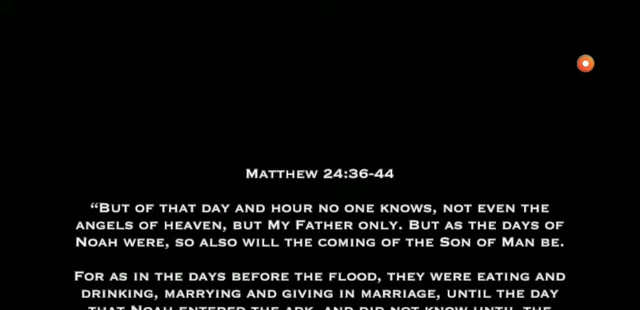 Matthew 24:36-44
“But of that day and hour no one knows, not even the
angels of heaven, but My Father only. But as the days of
Noah were, so also will the coming of the Son of Man be.
For as in the days before the flood, they were eating and
drinking, marrying and giving in marriage, until the day
that Noah entered the ark, and did not know until the